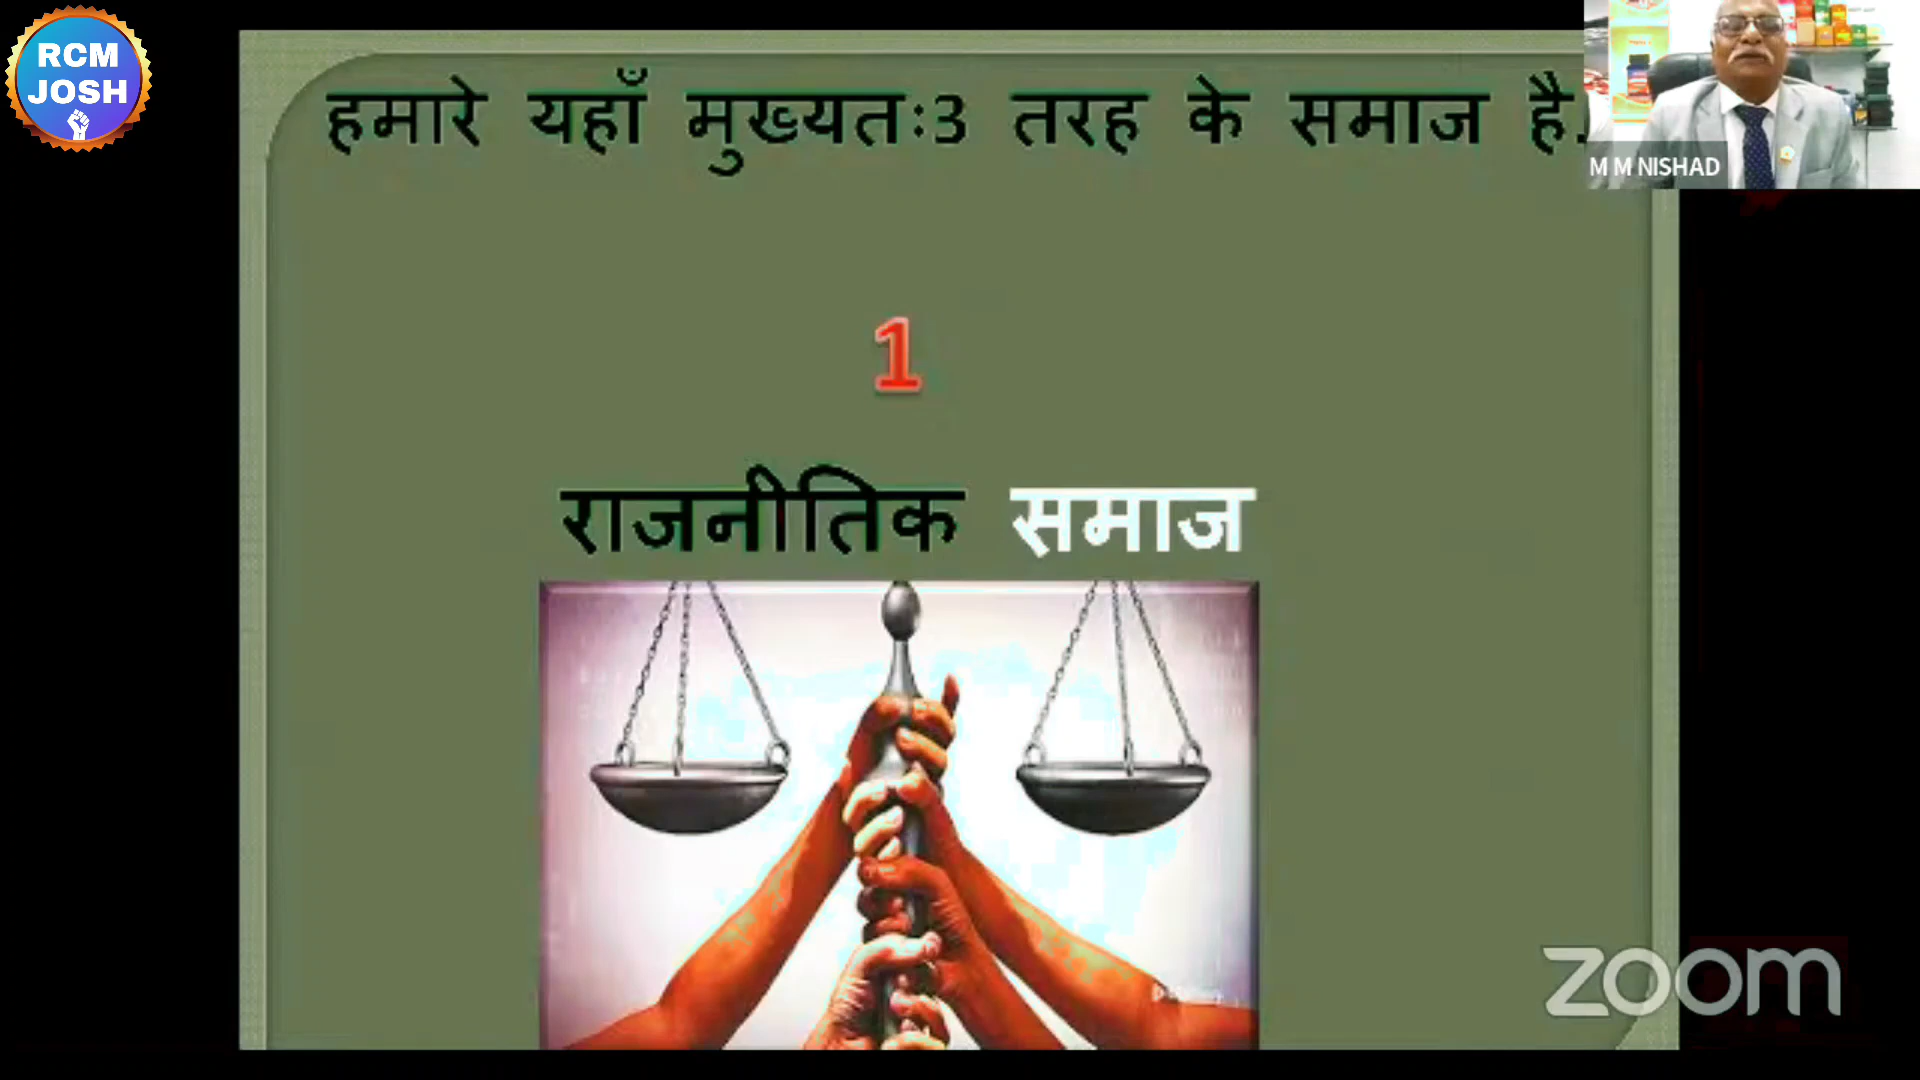 RCM
JOSH
हमारे यहाँ मुख्यतः3 तरह के समाज है.
M M NISHAD
1
राजनीतिक समाज
zoom